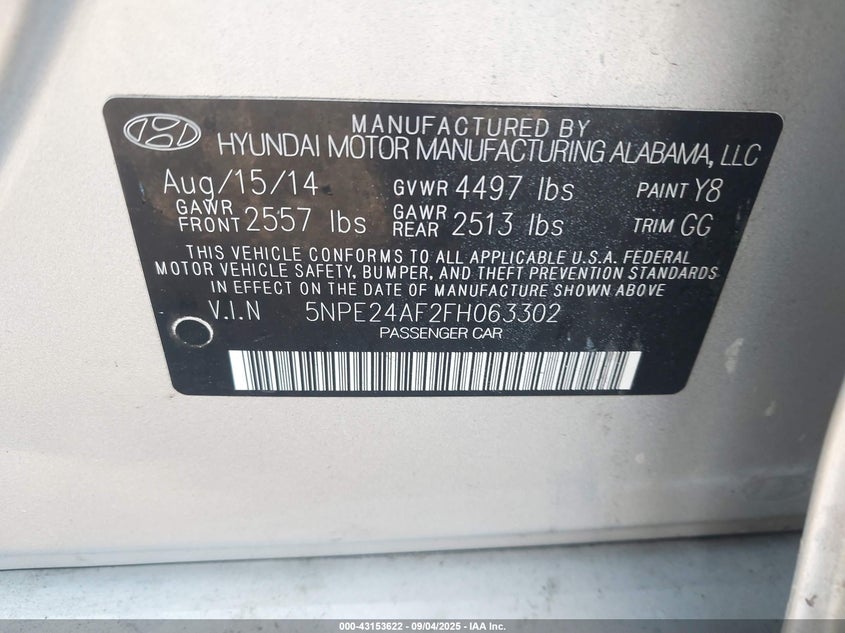 MANUFACTURED BY
HYUNDAI MOTOR MANUFACTURING ALABAMA, LLC
Aug/15/14 GVWR 4497 lbs PAINT Y8
GAWR FRONT 2557 lbs GAWR REAR 2513 lbs TRIM GG
THIS VEHICLE CONFORMS TO ALL APPLICABLE U.S.A. FEDERAL
MOTOR VEHICLE SAFETY, BUMPER, AND THEFT PREVENTION STANDARDS
IN EFFECT ON THE DATE OF MANUFACTURE SHOWN ABOVE
V.I.N 5NPE24AF2FH063302
PASSENGER CAR
000-43153622 - 09/04/2025 - IAA Inc.